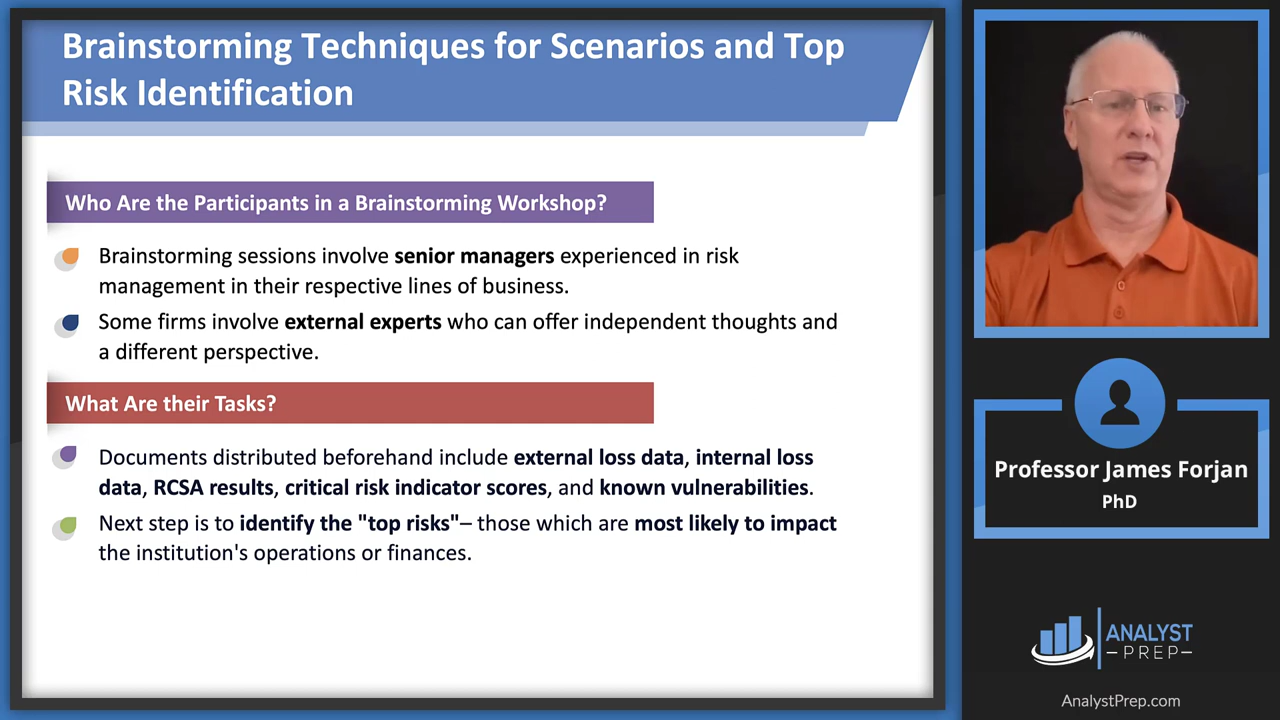 Brainstorming Techniques for Scenarios and Top
Risk Identification
Who Are the Participants in a Brainstorming Workshop?
Brainstorming sessions involve senior managers experienced in risk
management in their respective lines of business.
Some firms involve external experts who can offer independent thoughts and
a different perspective.
What Are their Tasks?
Documents distributed beforehand include external loss data, internal loss
data, RCSA results, critical risk indicator scores, and known vulnerabilities.
Next step is to identify the "top risks"– those which are most likely to impact
the institution's operations or finances.
Professor James Forjan
PhD
ANALYST
PREP
AnalystPrep.com